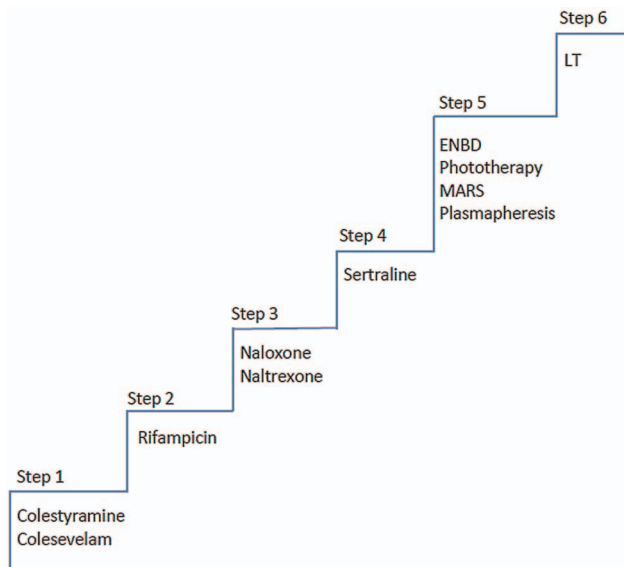 Step 6
LT
Step 5
ENBD
Phototherapy
MARS
Plasmapheresis
Step 4
Sertraline
Step 3
Naloxone
Naltrexone
Step 2
Rifampicin
Step 1
Colestyramine
Colesevelam